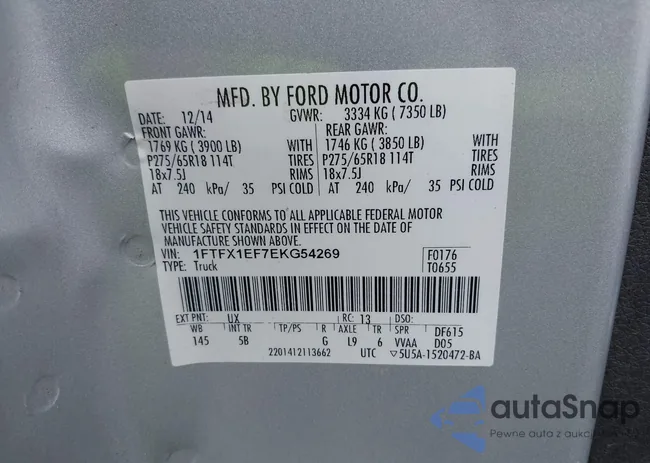 MFD. BY FORD MOTOR CO.
DATE: 12/14 GVWR: 3334 KG ( 7350 LB)
FRONT GAWR: REAR GAWR:
1769 KG ( 3900 LB) WITH 1746 KG ( 3850 LB) WITH
P275/65R18 114T TIRES P275/65R18 114T TIRES
18x7.5J RIMS 18x7.5J RIMS
AT 240 kPa/ 35 PSI COLD AT 240 kPa/ 35 PSI COLD
THIS VEHICLE CONFORMS TO ALL APPLICABLE FEDERAL MOTOR
VEHICLE SAFETY STANDARDS IN EFFECT ON THE DATE OF
MANUFACTURE SHOWN ABOVE.
VIN: 1FTFX1EF7EKG54269 F0176
TYPE: Truck T0655
EXT PNT: UX RC: 13 DSO:
WB INT TR TP/PS R AXLE TR SPR DF615
145 5B G L9 6 VVAA D05
2201412113662 UTC ▽5U5A-1520472-BA
autaSnap
Pewne auta z aukcji